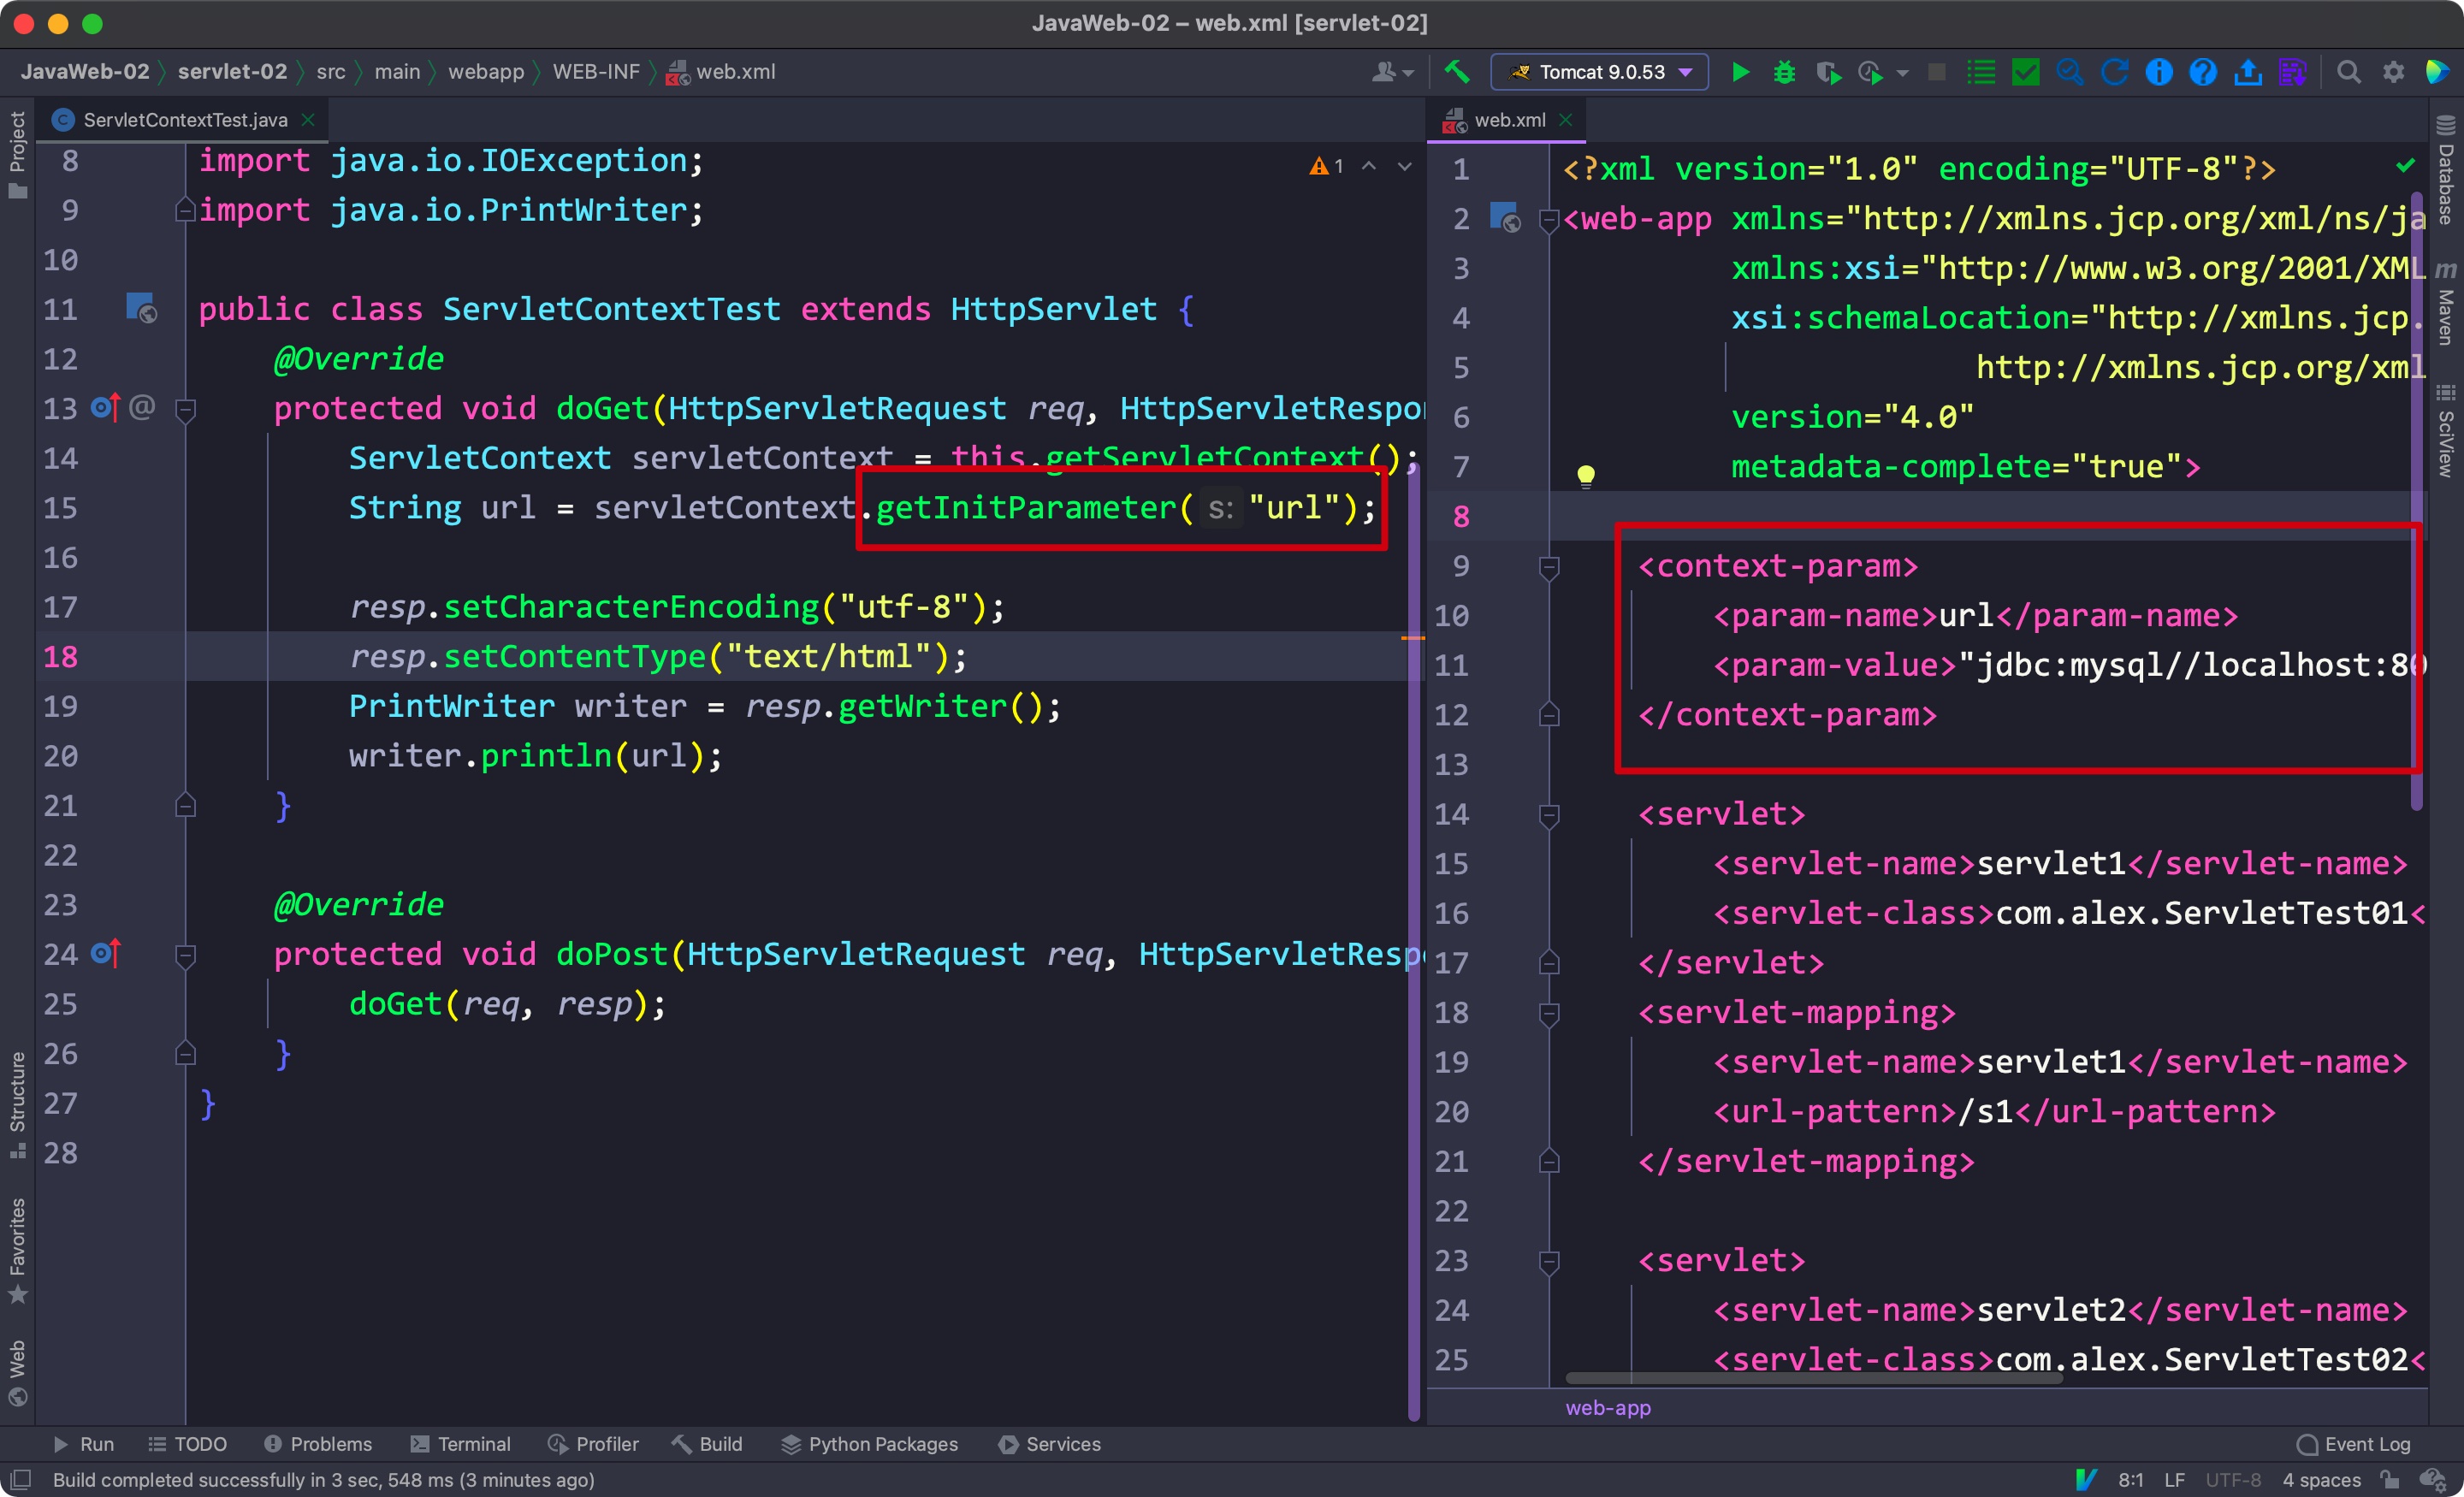 JavaWeb-02 – web.xml [servlet-02]
JavaWeb-02 servlet-02 src main webapp WEB-INF web.xml
Tomcat 9.0.53
Project
ServletContextTest.java
1
8 import java.io.IOException;
9 import java.io.PrintWriter;
10
11 public class ServletContextTest extends HttpServlet {
12 @Override
13 @ protected void doGet(HttpServletRequest req, HttpServletRespo
14 ServletContext servletContext = this.getServletContext();
15 String url = servletContext.getInitParameter( s: "url");
16
17 resp.setCharacterEncoding("utf-8");
18 resp.setContentType("text/html");
19 PrintWriter writer = resp.getWriter();
20 writer.println(url);
21 }
22
23 @Override
24 protected void doPost(HttpServletRequest req, HttpServletResp
25 doGet(req, resp);
26 }
27 }
28
web.xml
1 <?xml version="1.0" encoding="UTF-8"?>
2 <web-app xmlns="http://xmlns.jcp.org/xml/ns/ja
3 xmlns:xsi="http://www.w3.org/2001/XML
4 xsi:schemaLocation="http://xmlns.jcp.
5 http://xmlns.jcp.org/xml
6 version="4.0"
7 metadata-complete="true">
8
9 <context-param>
10 <param-name>url</param-name>
11 <param-value>"jdbc:mysql//localhost:80
12 </context-param>
13
14 <servlet>
15 <servlet-name>servlet1</servlet-name>
16 <servlet-class>com.alex.ServletTest01<
17 </servlet>
18 <servlet-mapping>
19 <servlet-name>servlet1</servlet-name>
20 <url-pattern>/s1</url-pattern>
21 </servlet-mapping>
22
23 <servlet>
24 <servlet-name>servlet2</servlet-name>
25 <servlet-class>com.alex.ServletTest02<
web-app
Database
m Maven
SciView
Structure
Favorites
Web
Run TODO Problems Terminal Profiler Build Python Packages Services Event Log
Build completed successfully in 3 sec, 548 ms (3 minutes ago) 8:1 LF UTF-8 4 spaces